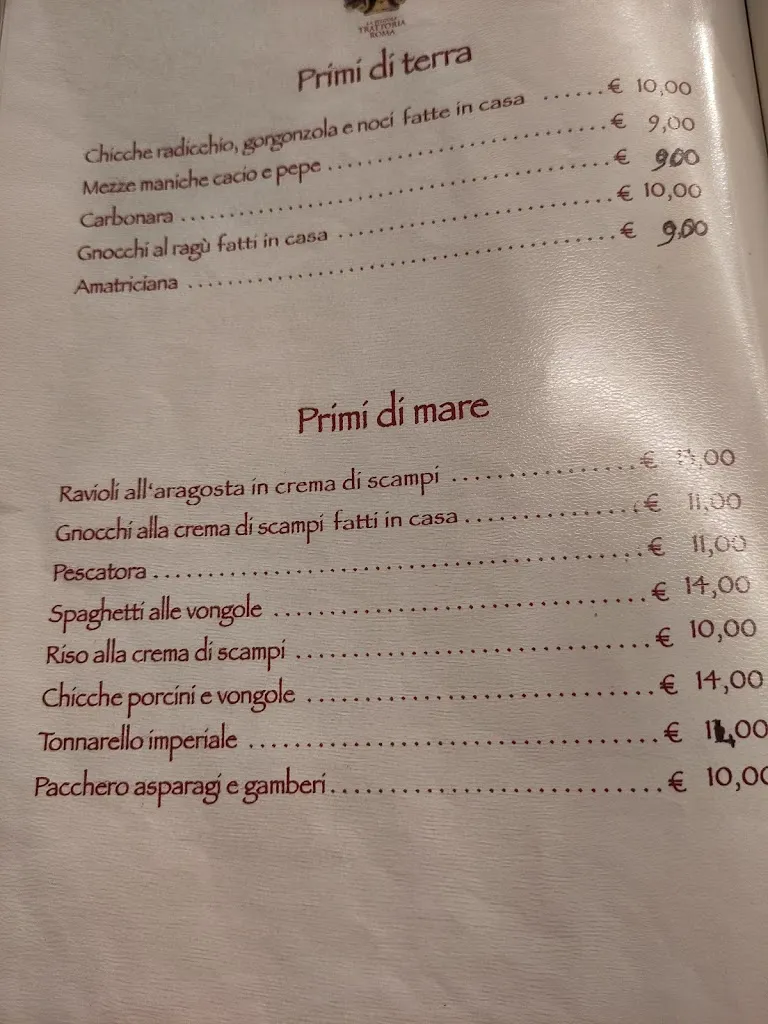 TRATTORIA
ROMA
Primi di terra
Chicche radicchio, gorgonzola e noci fatte in casa ......€ 10,00
Mezze maniche cacio e pepe ........................€ 9,00
Carbonara ........................€ 9,00
Gnocchi al ragù fatti in casa ........................€ 10,00
Amatriciana ........................€ 9,00
Primi di mare
Ravioli all'aragosta in crema di scampi ................€
Gnocchi alla crema di scampi fatti in casa ................€ 11,00
Pescatora ........................€ 11,00
Spaghetti alle vongole ........................€ 14,00
Riso alla crema di scampi ........................€ 10,00
Chicche porcini e vongole ........................€ 14,00
Tonnarello imperiale ........................€
Pacchero asparagi e gamberi ........................€ 10,00